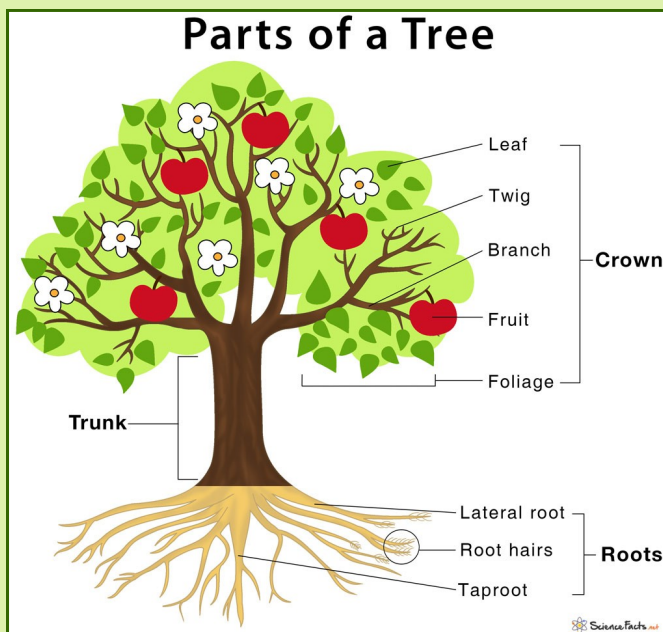 Parts of a Tree
Leaf
Twig
Branch
Crown
Fruit
Foliage
Trunk
Lateral root
Root hairs
Roots
Taproot
ScienceFacts.net